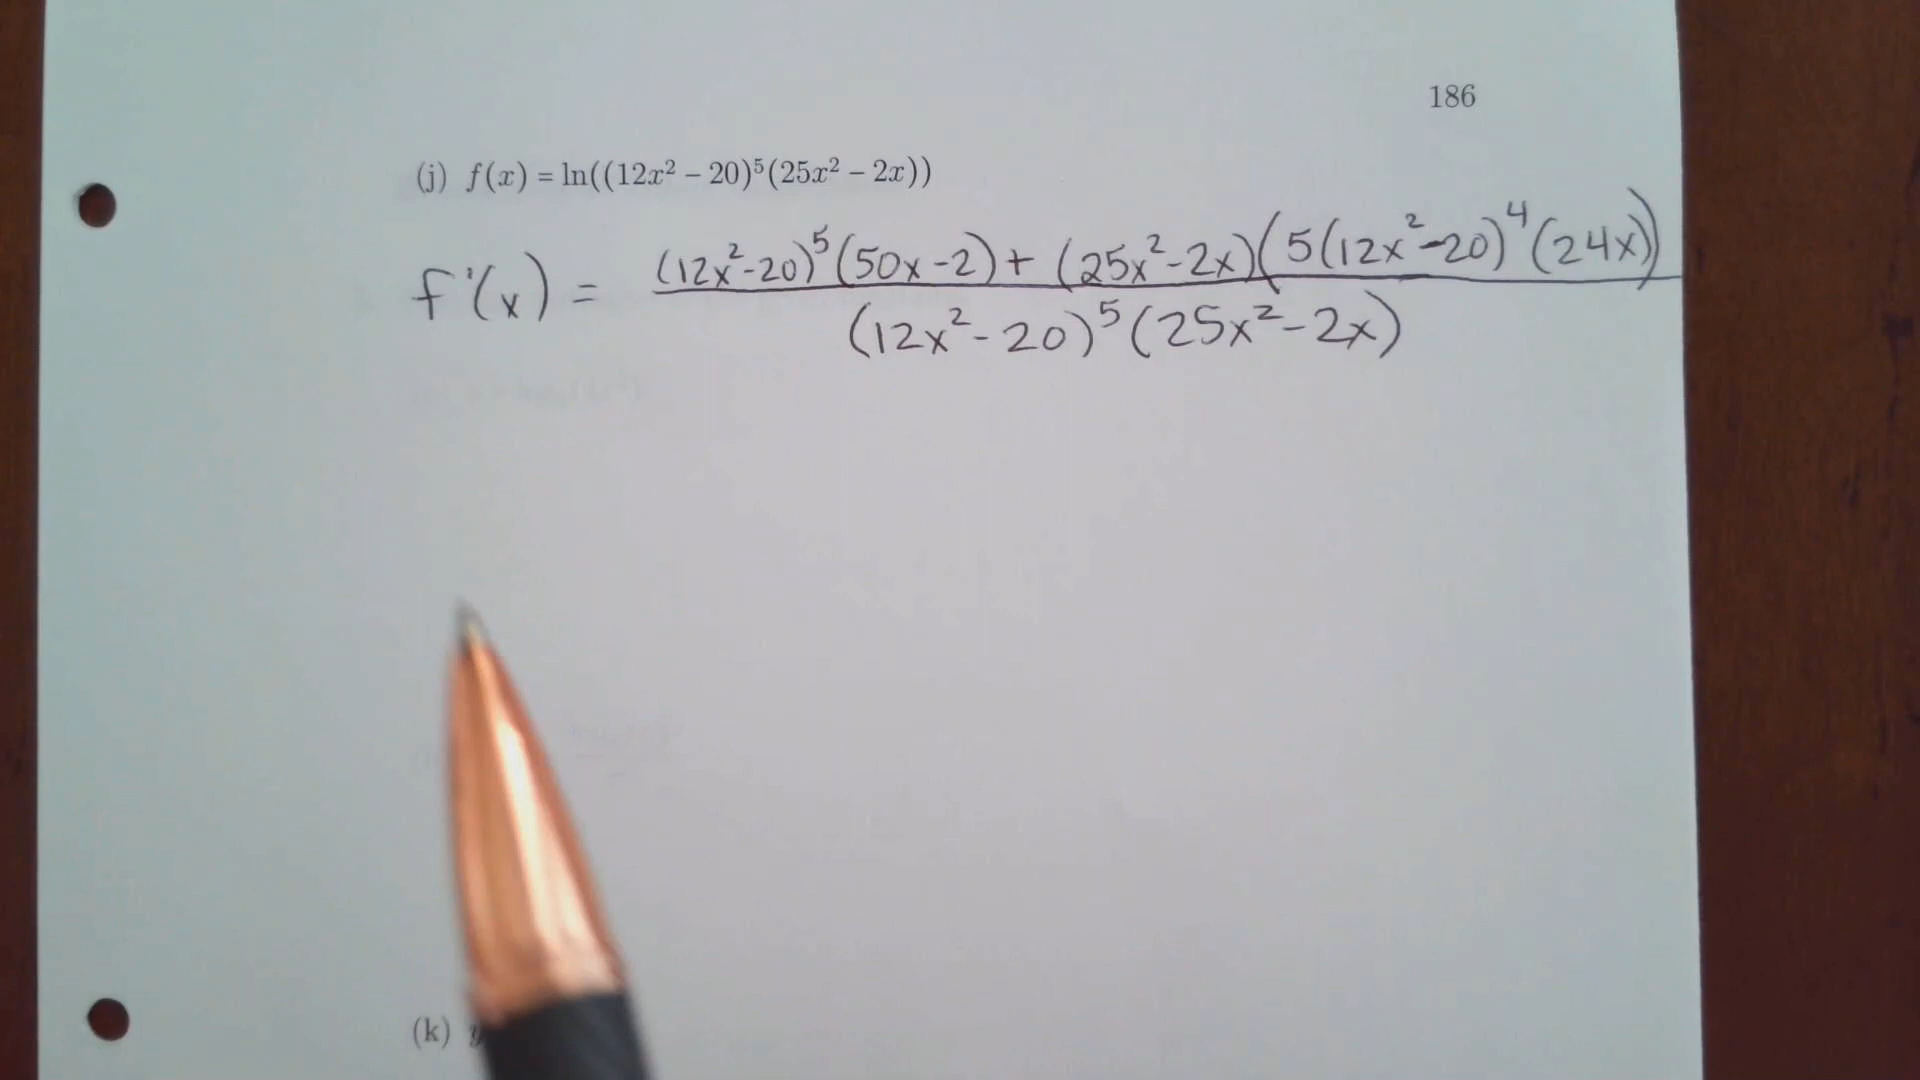 186
(j) f(x) = ln((12x² − 20)⁵(25x² − 2x))
f'(x) = (12x²-20)⁵(50x-2) + (25x²-2x)(5(12x²-20)⁴(24x))
(12x²-20)⁵(25x²-2x)
(k)